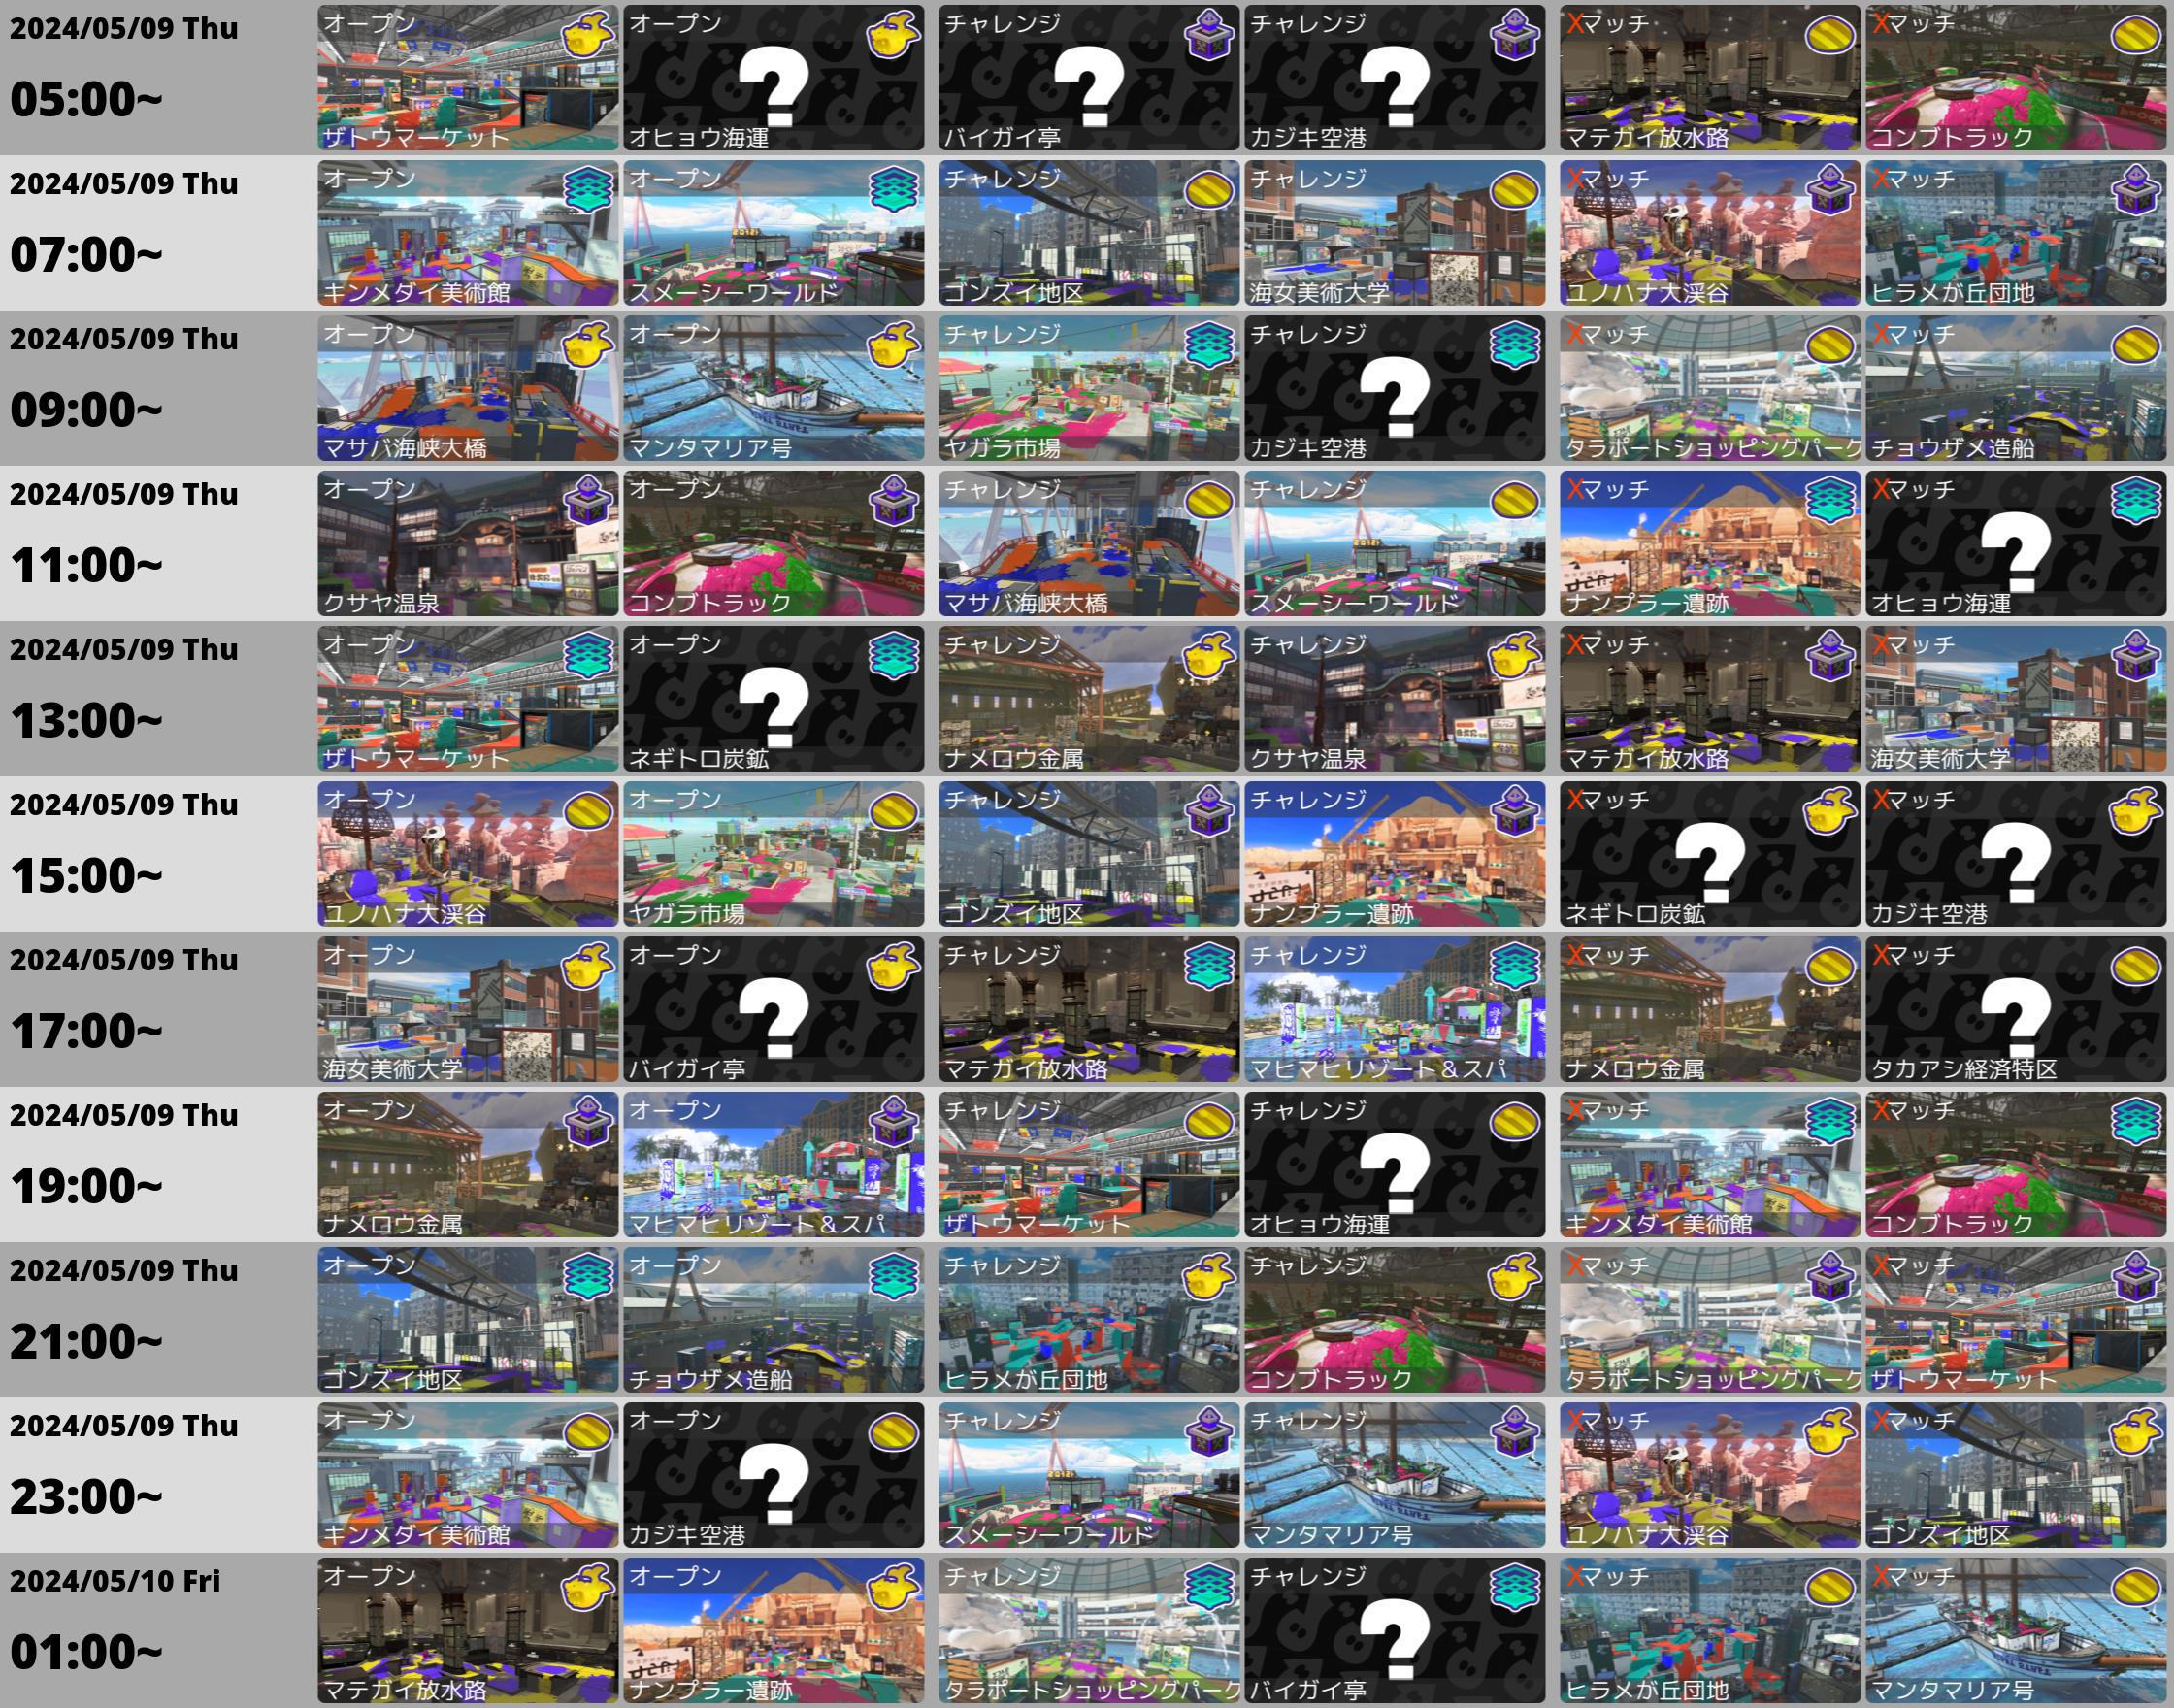 2024/05/09 Thu
05:00~
オープン
ザトウマーケット
オープン
オヒョウ海運
チャレンジ
バイガイ亭
チャレンジ
カジキ空港
Xマッチ
マテガイ放水路
Xマッチ
コンブトラック
2024/05/09 Thu
07:00~
オープン
キンメダイ美術館
オープン
スメーシーワールド
チャレンジ
ゴンズイ地区
チャレンジ
海女美術大学
Xマッチ
ユノハナ大渓谷
Xマッチ
ヒラメが丘団地
2024/05/09 Thu
09:00~
オープン
マサバ海峡大橋
オープン
マンタマリア号
チャレンジ
ヤガラ市場
チャレンジ
カジキ空港
Xマッチ
タラポートショッピングパーク
Xマッチ
チョウザメ造船
2024/05/09 Thu
11:00~
オープン
クサヤ温泉
オープン
コンブトラック
チャレンジ
マサバ海峡大橋
チャレンジ
スメーシーワールド
Xマッチ
ナンプラー遺跡
Xマッチ
オヒョウ海運
2024/05/09 Thu
13:00~
オープン
ザトウマーケット
オープン
ネギトロ炭鉱
チャレンジ
ナメロウ金属
チャレンジ
クサヤ温泉
Xマッチ
マテガイ放水路
Xマッチ
海女美術大学
2024/05/09 Thu
15:00~
オープン
ユノハナ大渓谷
オープン
ヤガラ市場
チャレンジ
ゴンズイ地区
チャレンジ
ナンプラー遺跡
Xマッチ
ネギトロ炭鉱
Xマッチ
カジキ空港
2024/05/09 Thu
17:00~
オープン
海女美術大学
オープン
バイガイ亭
チャレンジ
マテガイ放水路
チャレンジ
マヒマヒリゾート＆スパ
Xマッチ
ナメロウ金属
Xマッチ
タカアシ経済特区
2024/05/09 Thu
19:00~
オープン
ナメロウ金属
オープン
マヒマヒリゾート＆スパ
チャレンジ
ザトウマーケット
チャレンジ
オヒョウ海運
Xマッチ
キンメダイ美術館
Xマッチ
コンブトラック
2024/05/09 Thu
21:00~
オープン
ゴンズイ地区
オープン
チョウザメ造船
チャレンジ
ヒラメが丘団地
チャレンジ
コンブトラック
Xマッチ
タラポートショッピングパーク
Xマッチ
ザトウマーケット
2024/05/09 Thu
23:00~
オープン
キンメダイ美術館
オープン
カジキ空港
チャレンジ
スメーシーワールド
チャレンジ
マンタマリア号
Xマッチ
ユノハナ大渓谷
Xマッチ
ゴンズイ地区
2024/05/10 Fri
01:00~
オープン
マテガイ放水路
オープン
ナンプラー遺跡
チャレンジ
タラポートショッピングパーク
チャレンジ
バイガイ亭
Xマッチ
ヒラメが丘団地
Xマッチ
マンタマリア号